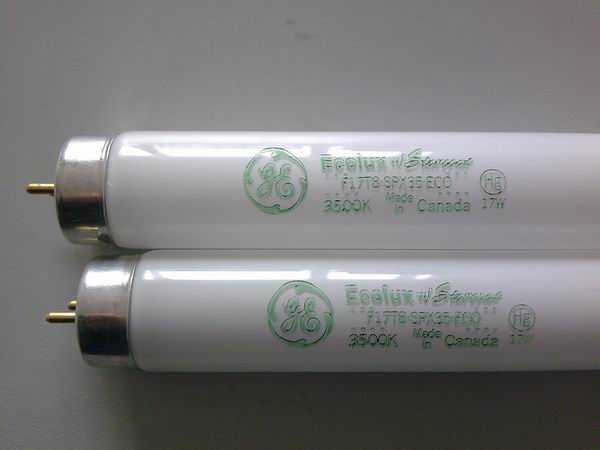 GE
Ecolux w/ Starcoat
F17T8·SPX35·ECO
3500K Made in Canada
Hg
17W
GE
Ecolux w/ Starcoat
F17T8·SPX35·ECO
3500K Made in Canada
Hg
17W